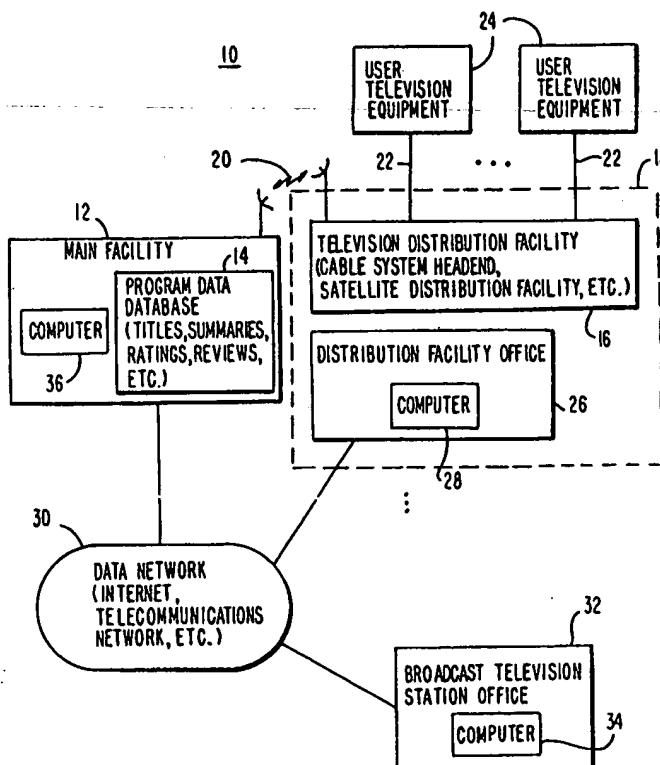 10
24
USER
TELEVISION
EQUIPMENT
USER
TELEVISION
EQUIPMENT
20
22
...
22
12
MAIN FACILITY
14
PROGRAM DATA
DATABASE
(TITLES,SUMMARIES,
RATINGS,REVIEWS,
ETC.)
COMPUTER
36
TELEVISION DISTRIBUTION FACILITY
(CABLE SYSTEM HEADEND,
SATELLITE DISTRIBUTION FACILITY, ETC.)
16
DISTRIBUTION FACILITY OFFICE
COMPUTER
26
28
30
DATA NETWORK
(INTERNET,
TELECOMMUNICATIONS
NETWORK, ETC.)
32
BROADCAST TELEVISION
STATION OFFICE
COMPUTER
34